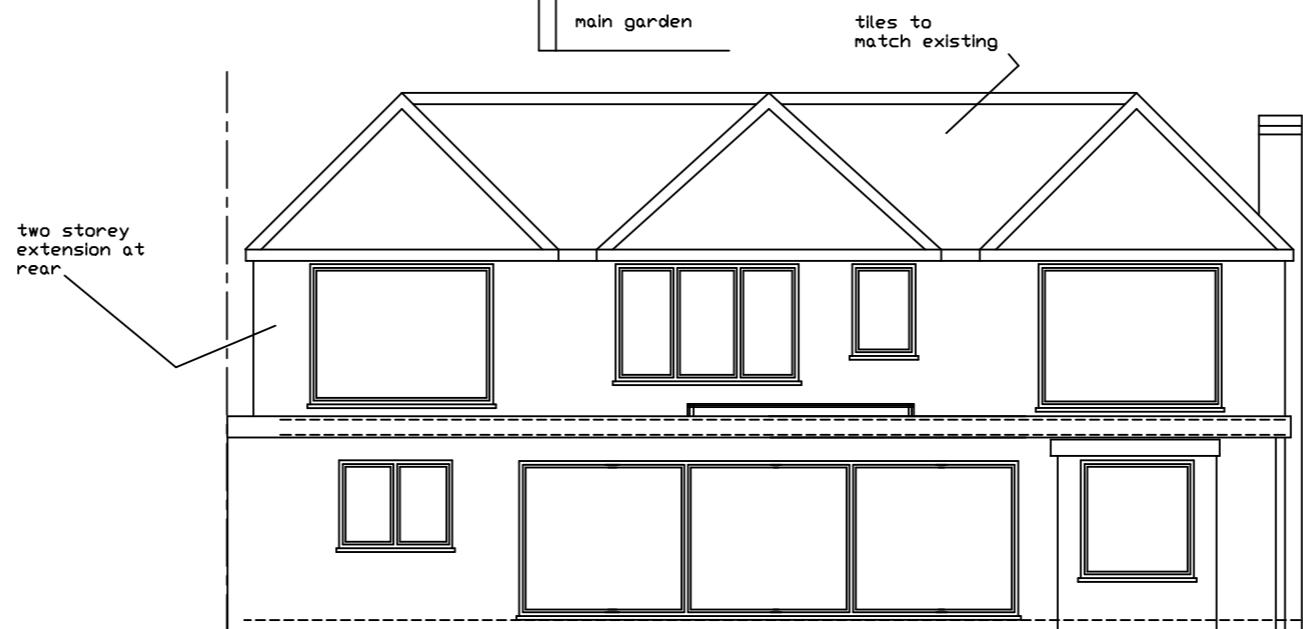 main garden
tiles to
match existing
two storey
extension at
rear